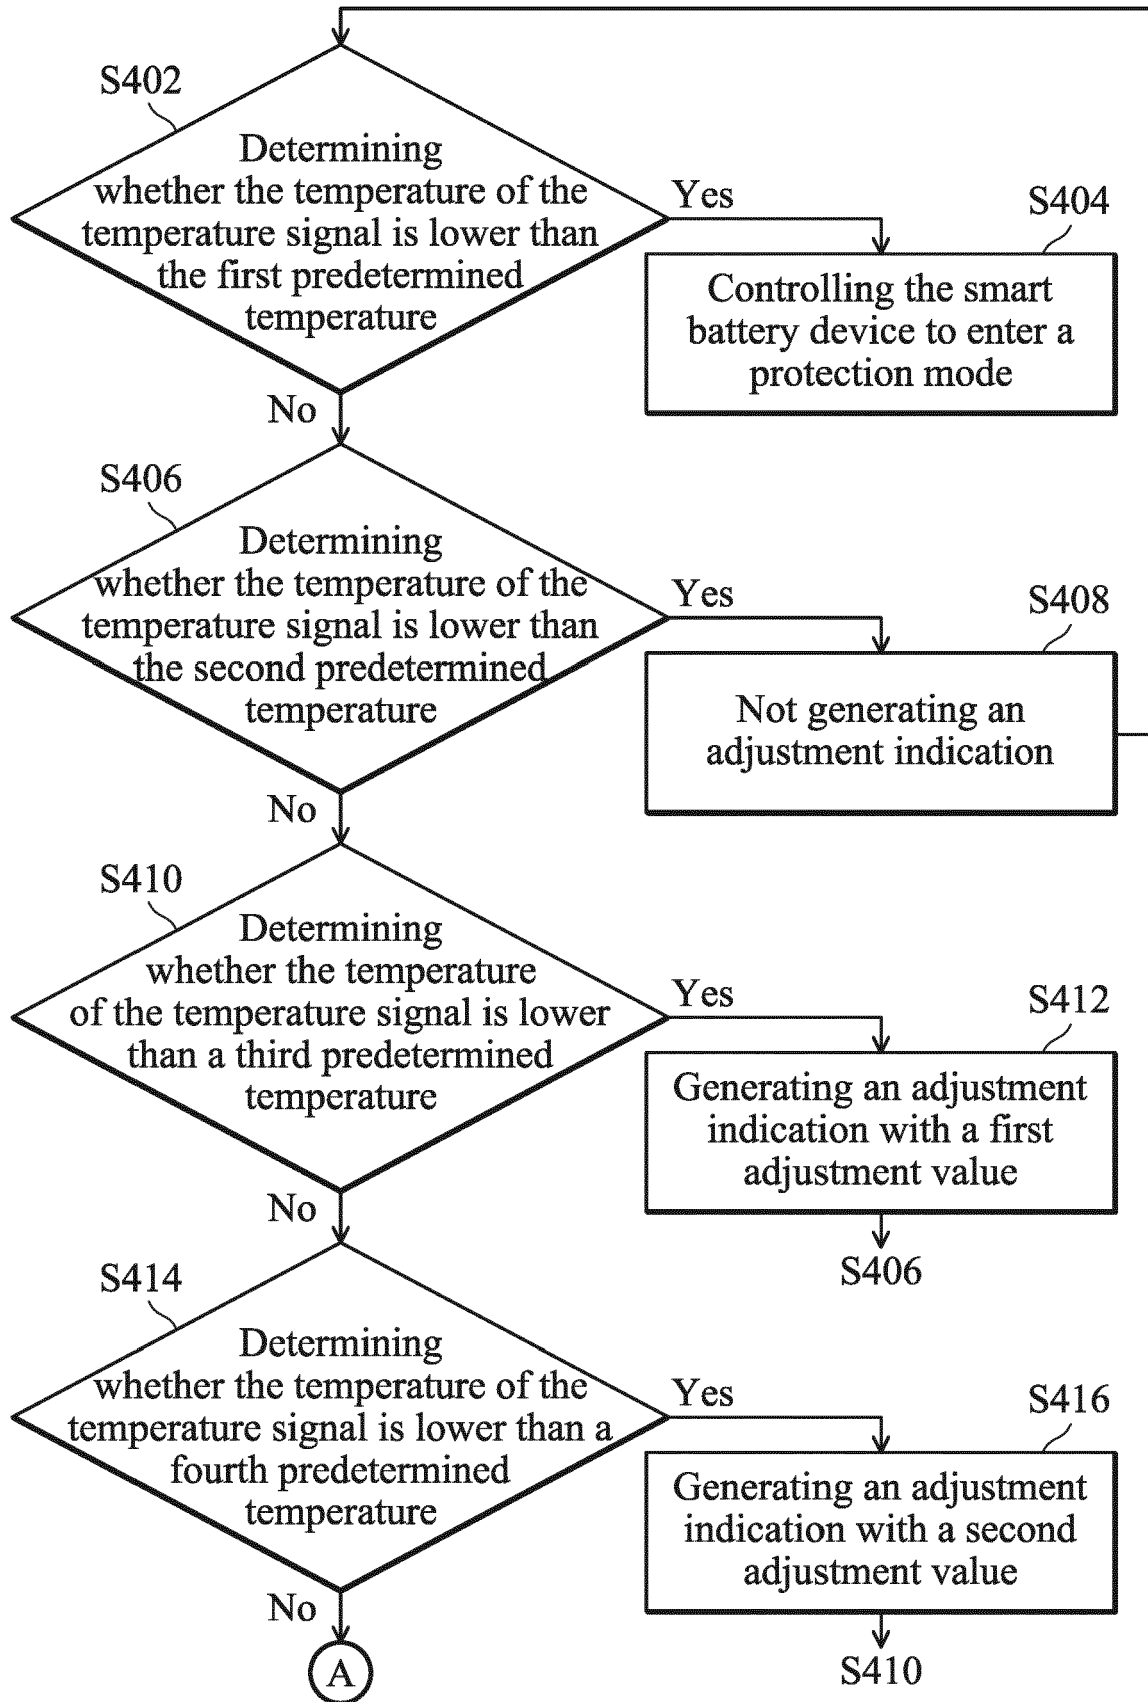 S402
Determining
whether the temperature of the
temperature signal is lower than
the first predetermined
temperature
Yes
S404
Controlling the smart
battery device to enter a
protection mode
No
S406
Determining
whether the temperature of the
temperature signal is lower than
the second predetermined
temperature
Yes
S408
Not generating an
adjustment indication
No
S410
Determining
whether the temperature
of the temperature signal is lower
than a third predetermined
temperature
Yes
S412
Generating an adjustment
indication with a first
adjustment value
S406
No
S414
Determining
whether the temperature of the
temperature signal is lower than a
fourth predetermined
temperature
Yes
S416
Generating an adjustment
indication with a second
adjustment value
S410
No
A